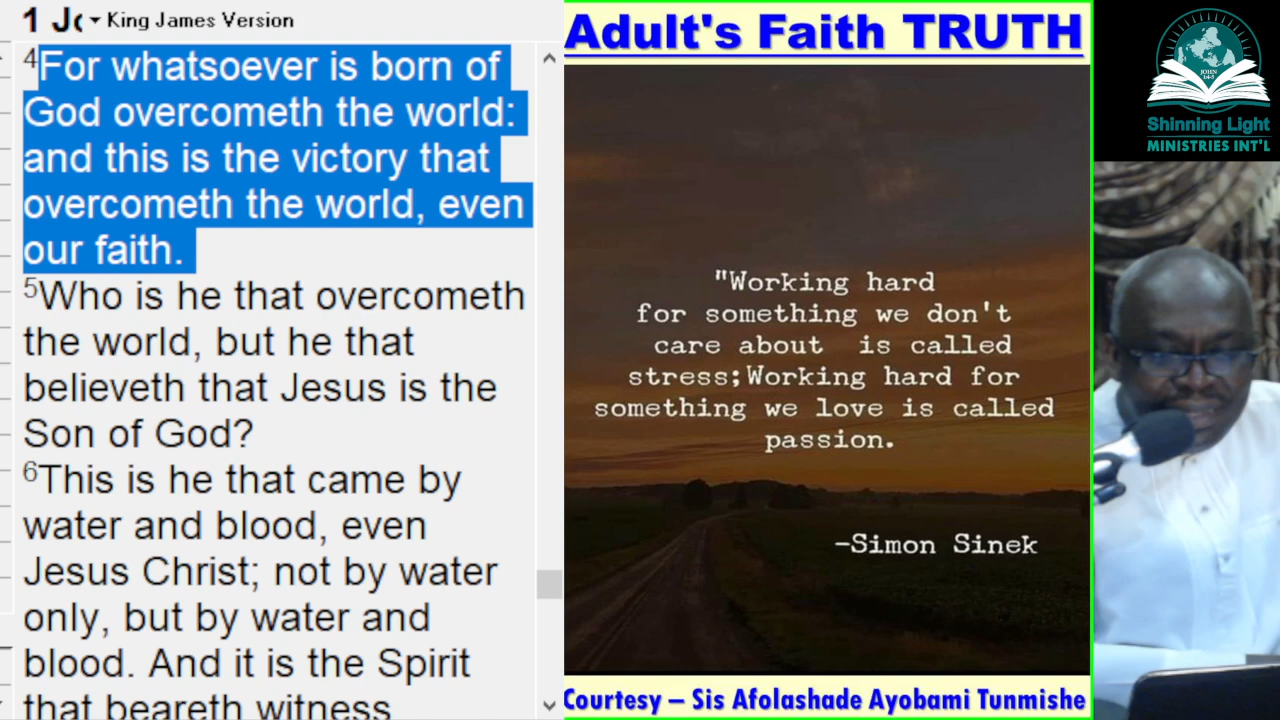 1 J
King James Version
4For whatsoever is born of
God overcometh the world:
and this is the victory that
overcometh the world, even
our faith.
5Who is he that overcometh
the world, but he that
believeth that Jesus is the
Son of God?
6This is he that came by
water and blood, even
Jesus Christ; not by water
only, but by water and
blood. And it is the Spirit
that beareth witness
Adult's Faith TRUTH
"Working hard
for something we don't
care about is called
stress;Working hard for
something we love is called
passion.
-Simon Sinek
Courtesy – Sis Afolashade Ayobami Tunmishe
JOHN
1:4-5
Shinning Light
MINISTRIES INT'L